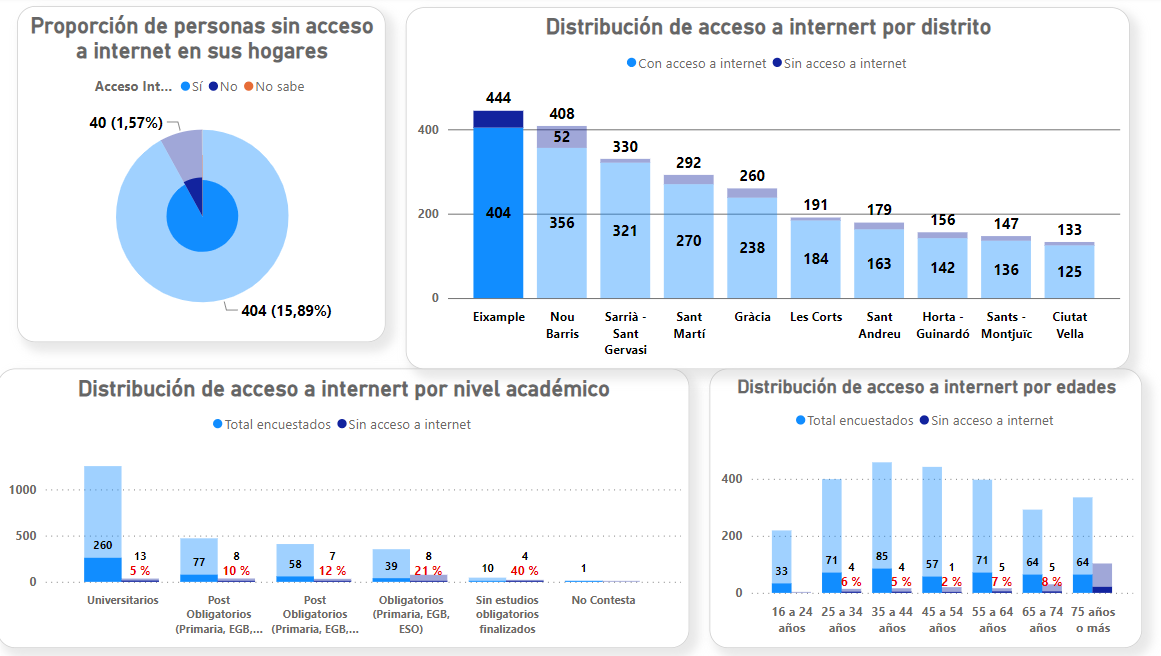 Proporción de personas sin acceso
a internet en sus hogares
Acceso Int... Sí No No sabe
40 (1,57%)
404 (15,89%)
Distribución de acceso a internert por distrito
Con acceso a internet Sin acceso a internet
400
200
0
444 408 330 292 260 191 179 156 147 133
52
404 356 321 270 238 184 163 142 136 125
Eixample Nou Sarrià - Sant Gràcia Les Corts Sant Horta - Sants - Ciutat
Barris Sant Martí Andreu Guinardó Montjuïc Vella
Gervasi
Distribución de acceso a internert por nivel académico
Total encuestados Sin acceso a internet
1000
500
0
260 13 77 8 58 7 39 8 10 4 1
5 % 10 % 12 % 21 % 40 %
Universitarios Post Post Obligatorios Sin estudios No Contesta
Obligatorios Obligatorios (Primaria, EGB, obligatorios
(Primaria, EGB,... (Primaria, EGB,... ESO) finalizados
Distribución de acceso a internert por edades
Total encuestados Sin acceso a internet
400
200
0
33 71 4 85 4 57 1 71 5 64 5 64
6 % 5 % 2 % 7 % 8 %
16 a 24 25 a 34 35 a 44 45 a 54 55 a 64 65 a 74 75 años
años años años años años años o más